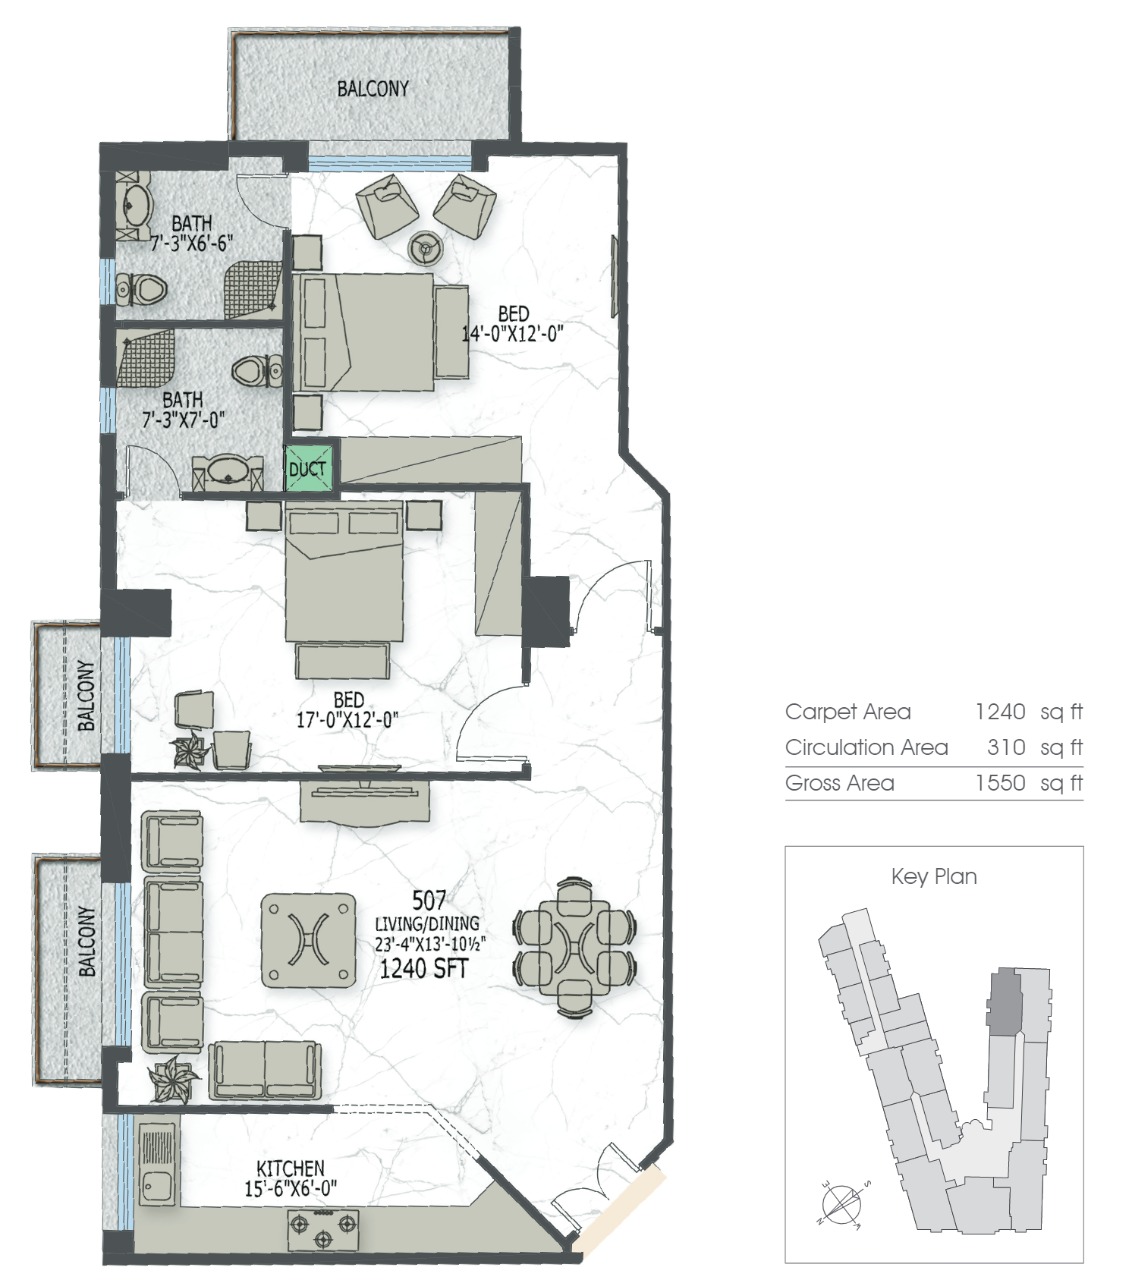 BALCONY
BATH
7'-3"X6'-6"
BED
14'-0"X12'-0"
BATH
7'-3"X7'-0"
DUCT
BALCONY
BED
17'-0"X12'-0"
Carpet Area 1240 sq ft
Circulation Area 310 sq ft
Gross Area 1550 sq ft
BALCONY
507
LIVING/DINING
23'-4"X13'-10½"
1240 SFT
Key Plan
KITCHEN
15'-6"X6'-0"
E
S
N
W